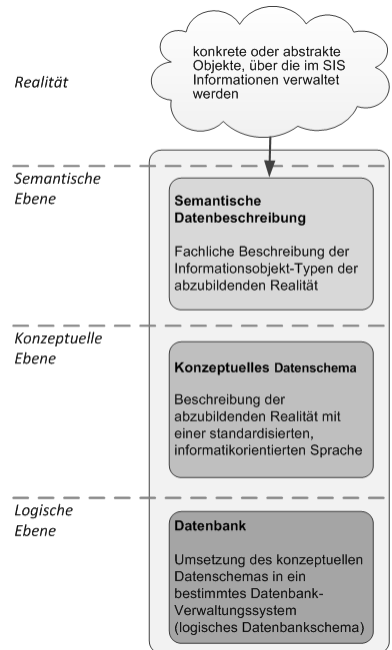 konkrete oder abstrakte
Objekte, über die im SIS
Informationen verwaltet
werden
Realität
Semantische
Ebene
Semantische
Datenbeschreibung
Fachliche Beschreibung der
Informationsobjekt-Typen der
abzubildenden Realität
Konzeptuelle
Ebene
Konzeptuelles Datenschema
Beschreibung der
abzubildenden Realität mit
einer standardisierten,
informatikorientierten Sprache
Logische
Ebene
Datenbank
Umsetzung des konzeptuellen
Datenschemas in ein
bestimmtes Datenbank-
Verwaltungssystem
(logisches Datenbankschema)